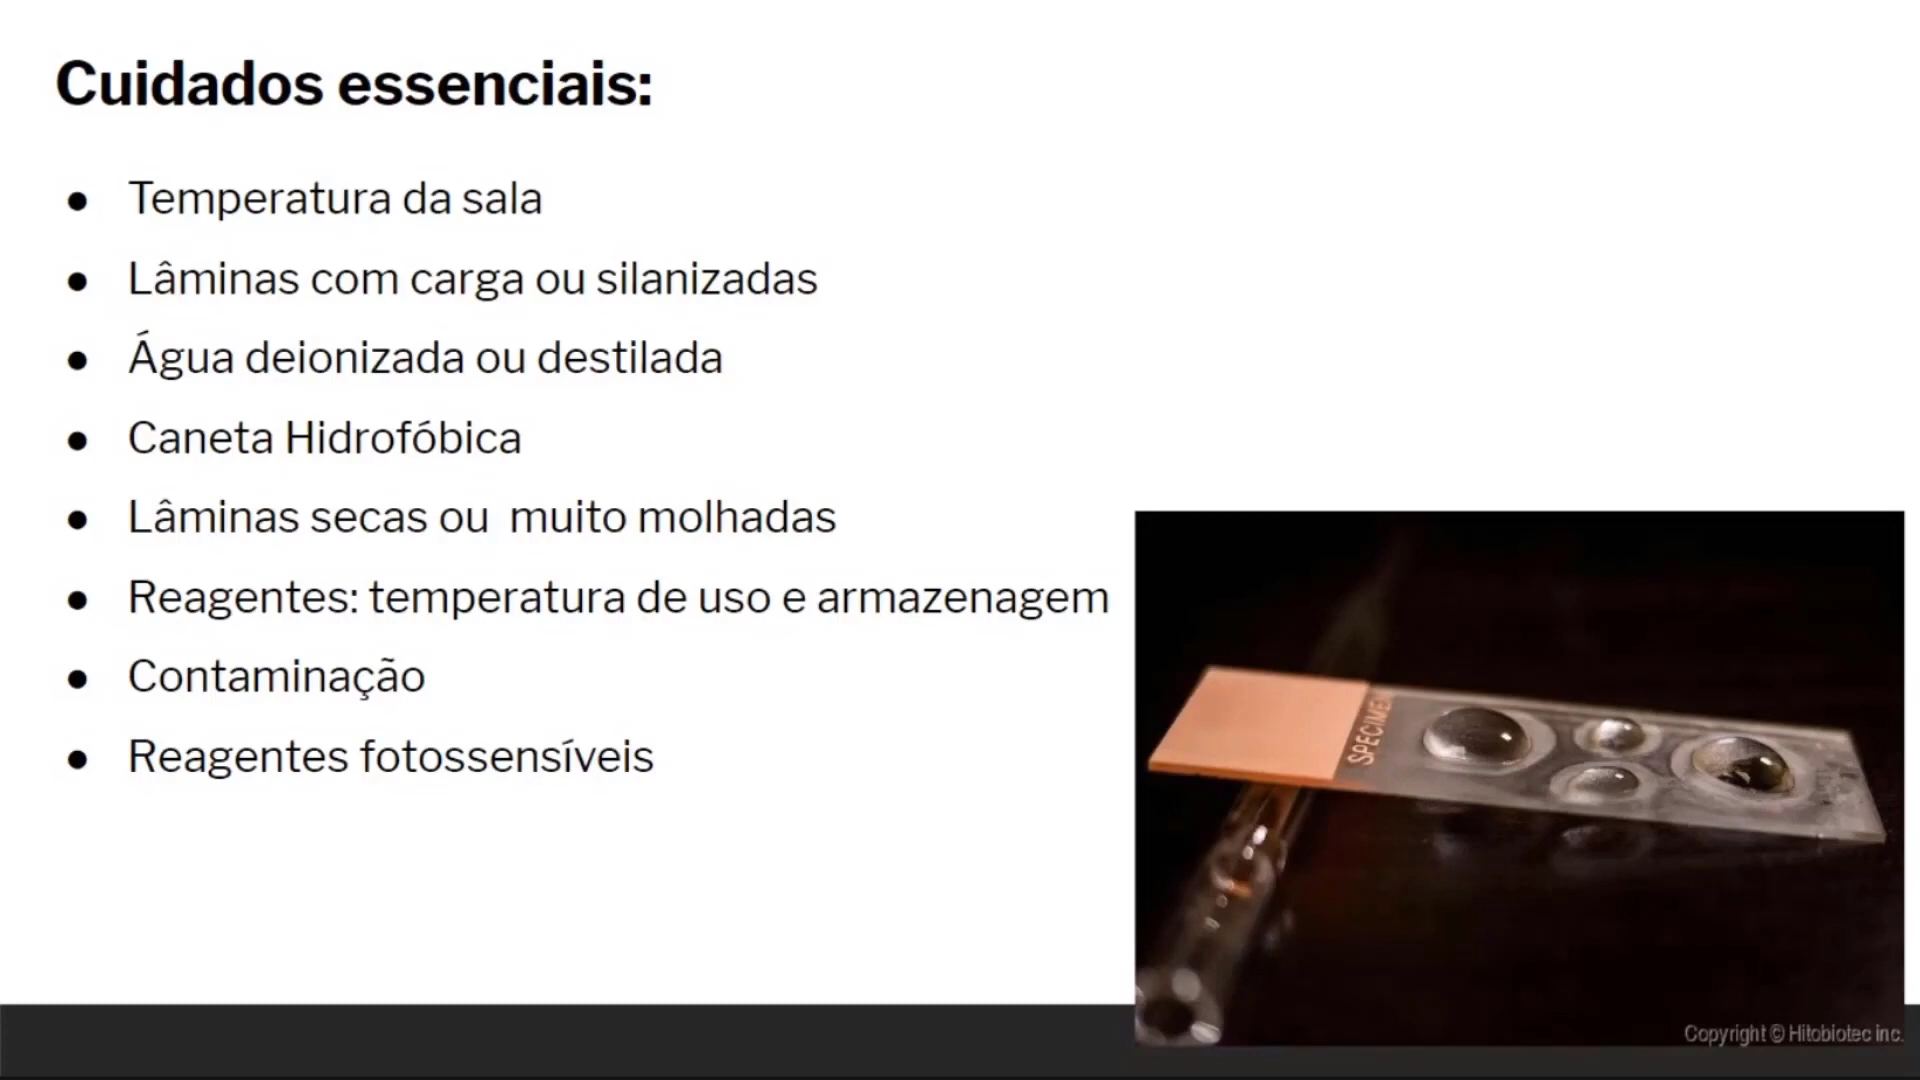 Cuidados essenciais:
● Temperatura da sala
● Lâminas com carga ou silanizadas
● Água deionizada ou destilada
● Caneta Hidrofóbica
● Lâminas secas ou  muito molhadas
● Reagentes: temperatura de uso e armazenagem
● Contaminação
● Reagentes fotossensíveis
SPECIMEN
Copyright © Hitobiotec Inc.